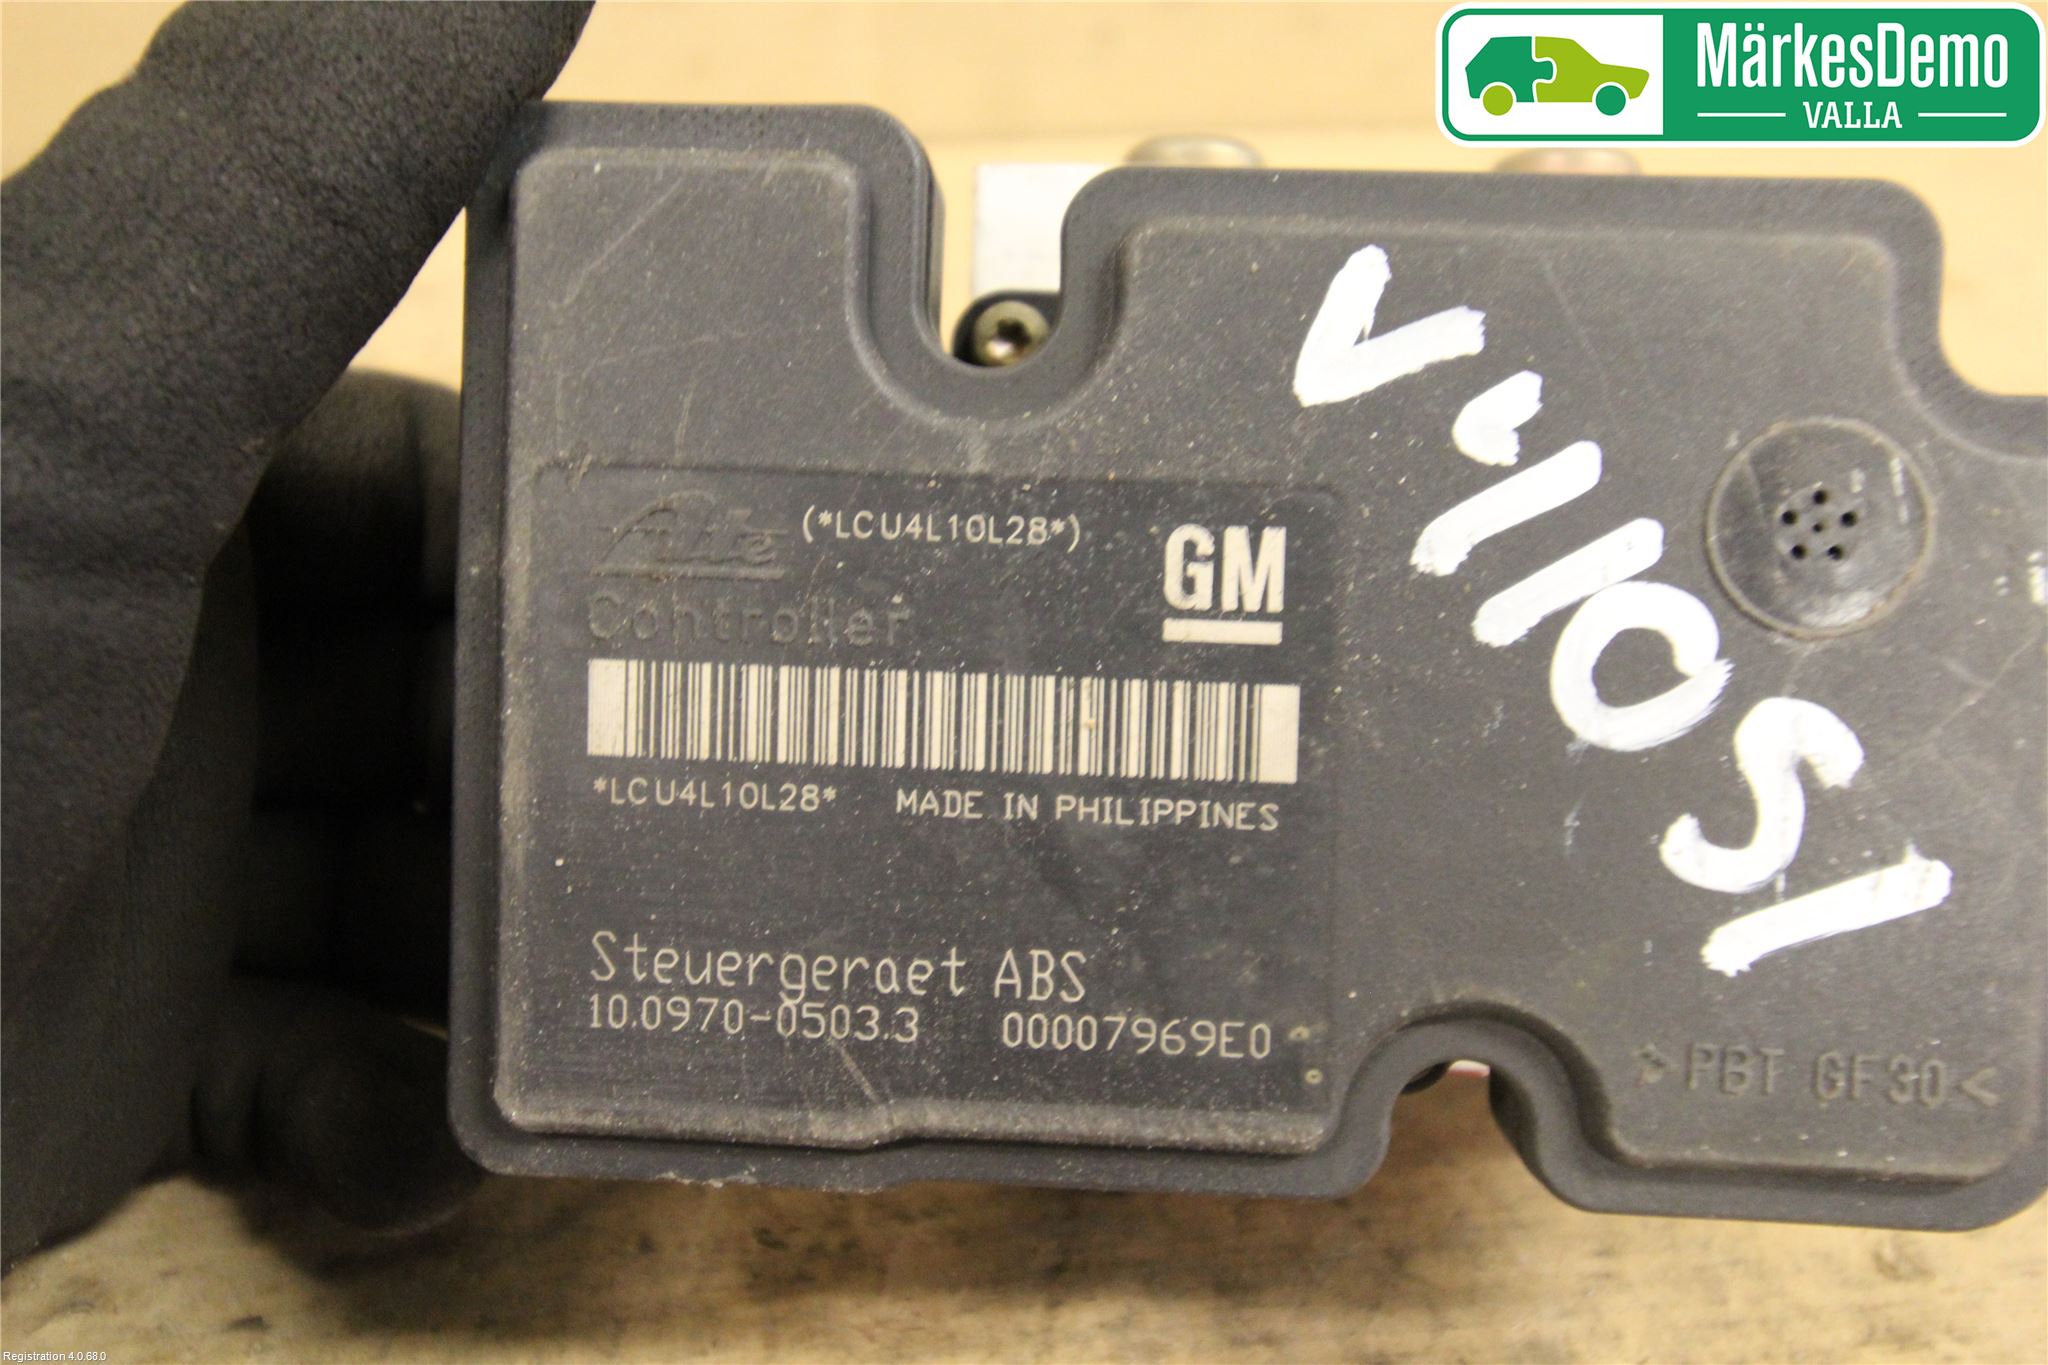 MärkesDemo
VALLA
Ate (*LCU4L10L28*)
GM
Controller
*LCU4L10L28* MADE IN PHILIPPINES
Steuergeraet ABS
10.0970-0503.3 00007969E0
>PBT GF30<
Registration 4.0.68.0